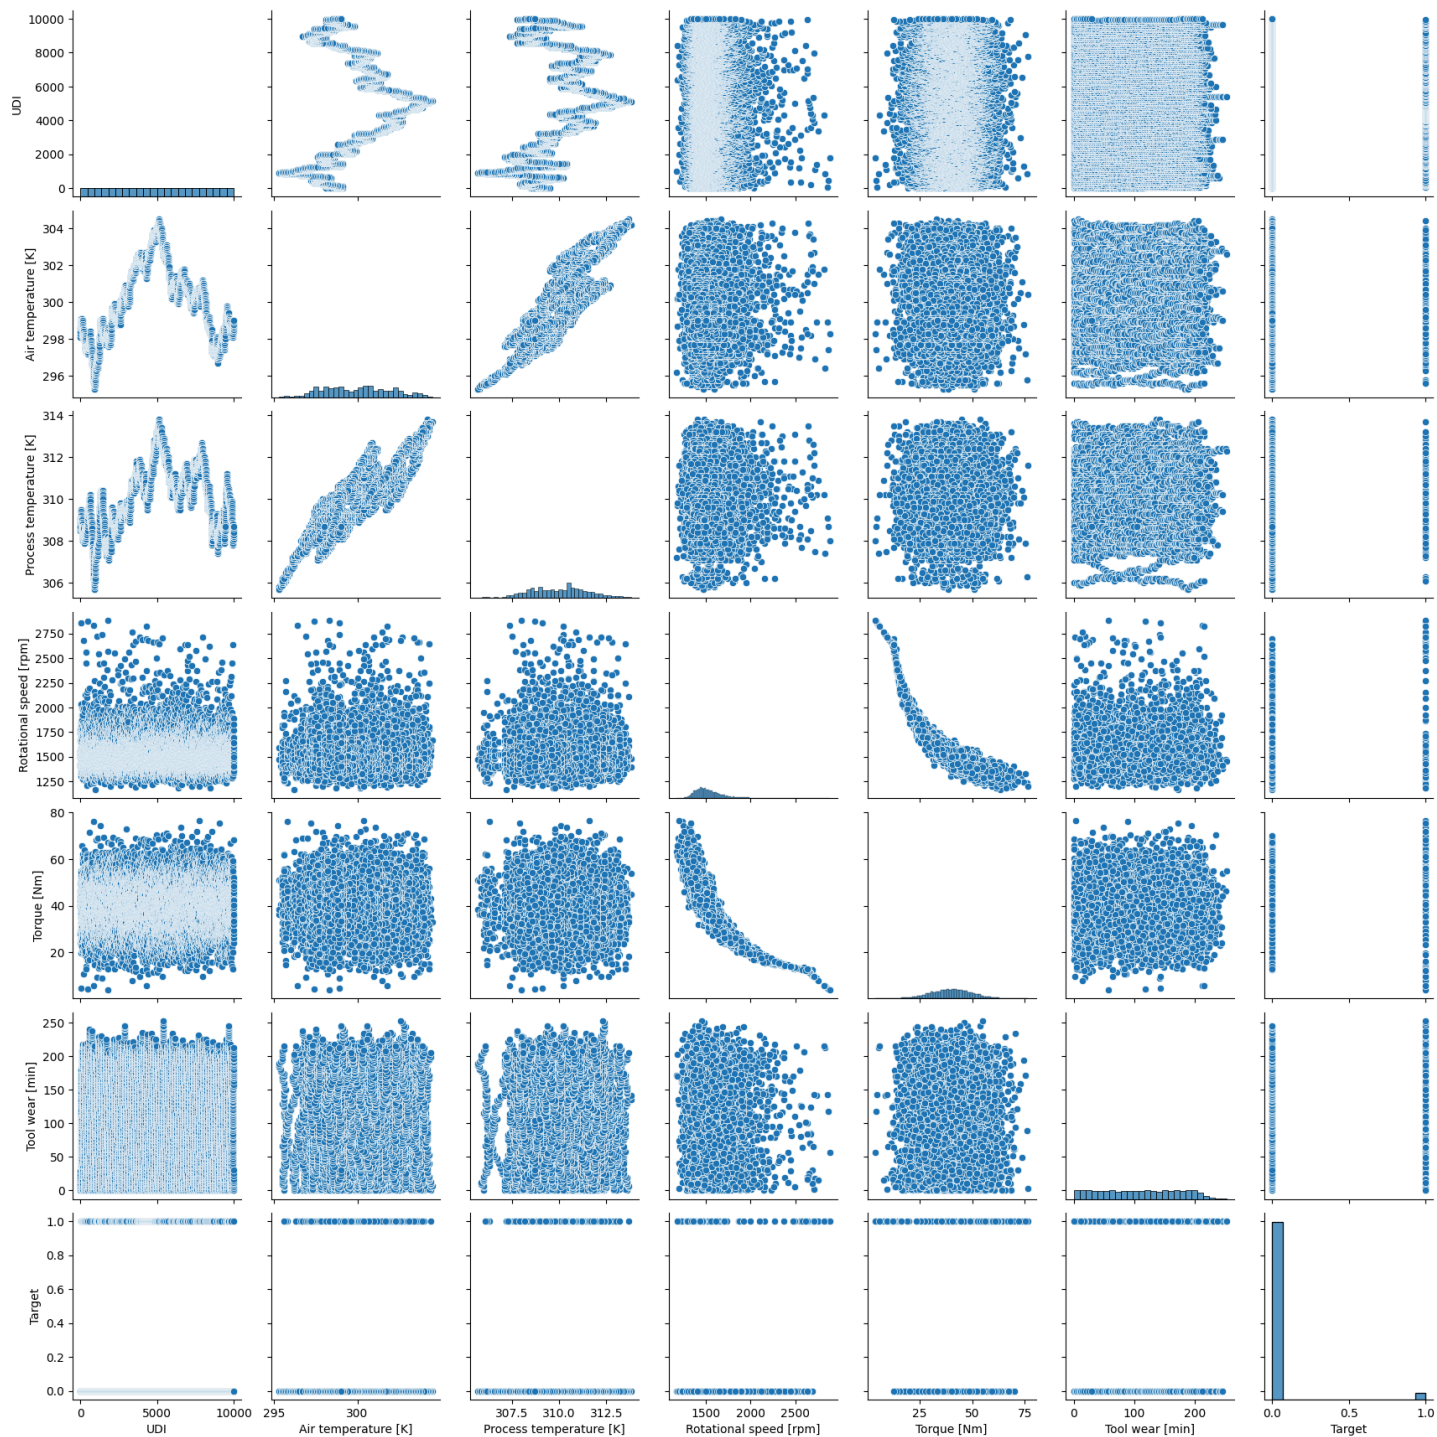 10000
8000
6000
4000
2000
0
UDI
304
302
300
298
296
Air temperature [K]
314
312
310
308
306
Process temperature [K]
2750
2500
2250
2000
1750
1500
1250
Rotational speed [rpm]
80
60
40
20
Torque [Nm]
250
200
150
100
50
0
Tool wear [min]
1.0
0.8
0.6
0.4
0.2
0.0
Target
0 5000 10000
295 300
307.5 310.0 312.5
1500 2000 2500
25 50 75
0 100 200
0.0 0.5 1.0
UDI
Air temperature [K]
Process temperature [K]
Rotational speed [rpm]
Torque [Nm]
Tool wear [min]
Target